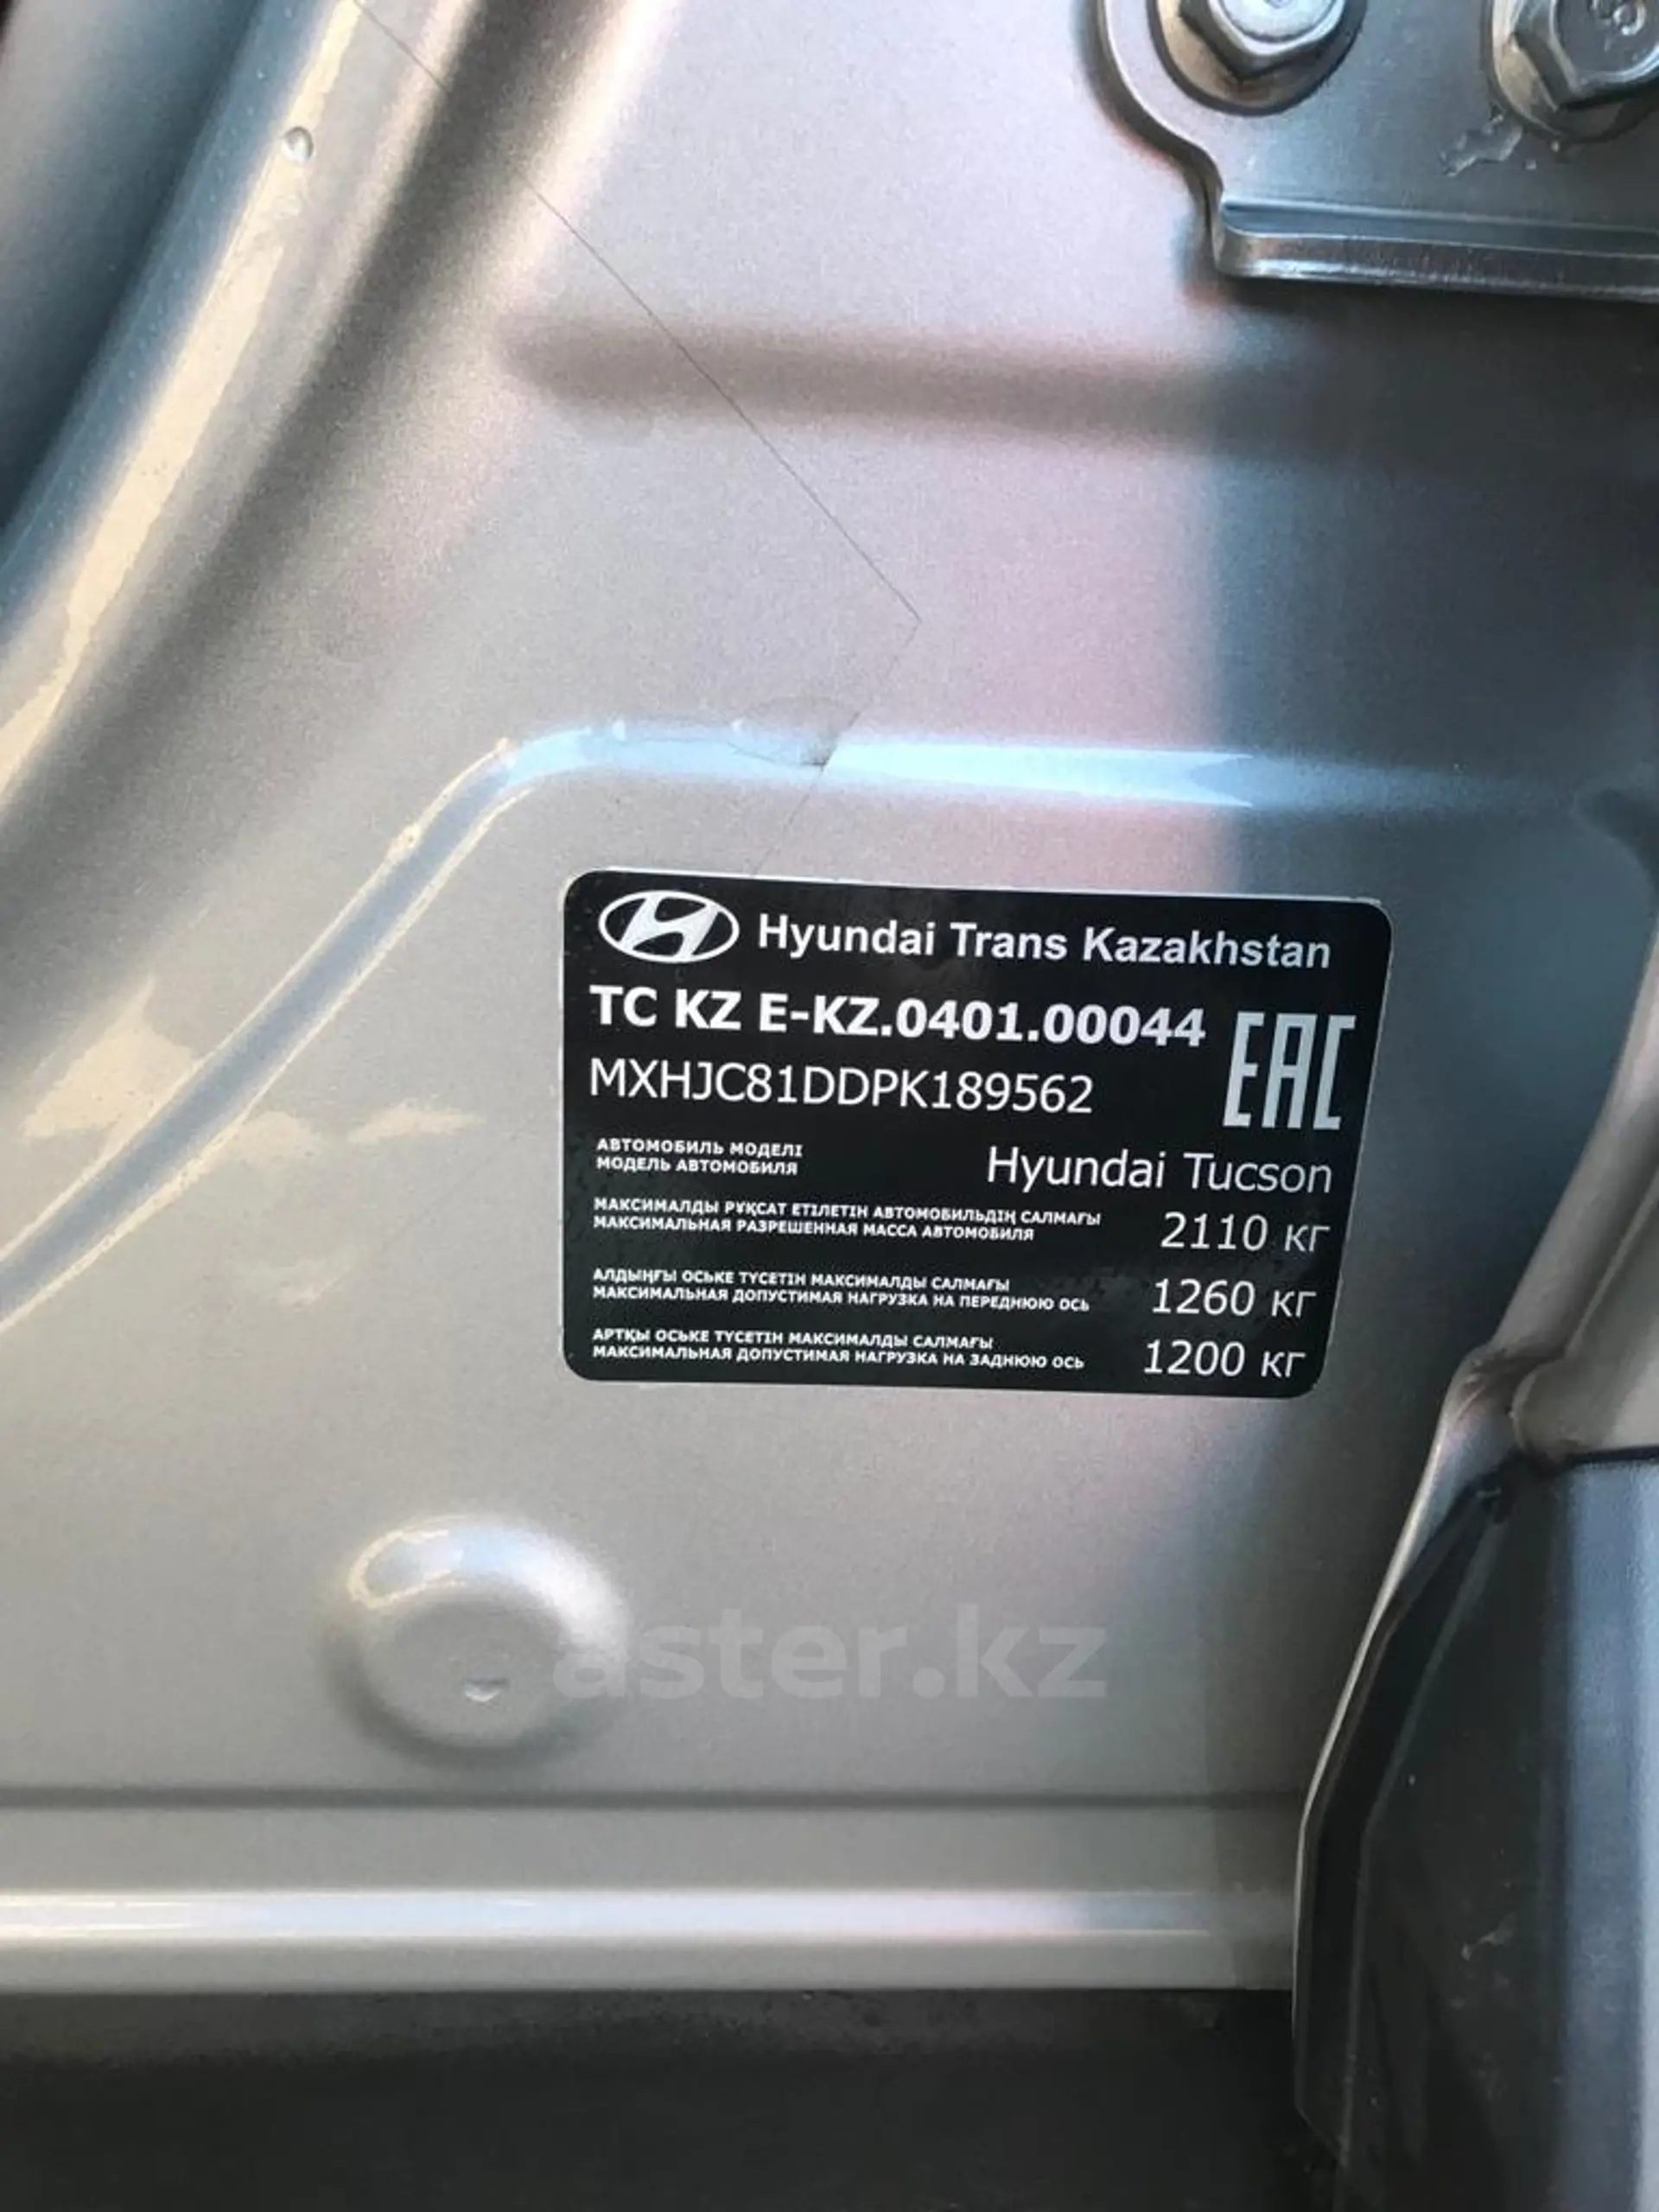 Hyundai Trans Kazakhstan
TC KZ E-KZ.0401.00044
EAC
MXHJC81DDPK189562
АВТОМОБИЛЬ МОДЕЛІ
МОДЕЛЬ АВТОМОБИЛЯ
Hyundai Tucson
МАКСИМАЛДЫ РҰҚСАТ ЕТІЛЕТІН АВТОМОБИЛЬДІҢ САЛМАҒЫ
МАКСИМАЛЬНАЯ РАЗРЕШЕННАЯ МАССА АВТОМОБИЛЯ
2110 кг
АЛДЫҢҒЫ ОСЬКЕ ТҮСЕТІН МАКСИМАЛДЫ САЛМАҒЫ
МАКСИМАЛЬНАЯ ДОПУСТИМАЯ НАГРУЗКА НА ПЕРЕДНЮЮ ОСЬ
1260 кг
АРТҚЫ ОСЬКЕ ТҮСЕТІН МАКСИМАЛДЫ САЛМАҒЫ
МАКСИМАЛЬНАЯ ДОПУСТИМАЯ НАГРУЗКА НА ЗАДНЮЮ ОСЬ
1200 кг
aster.kz